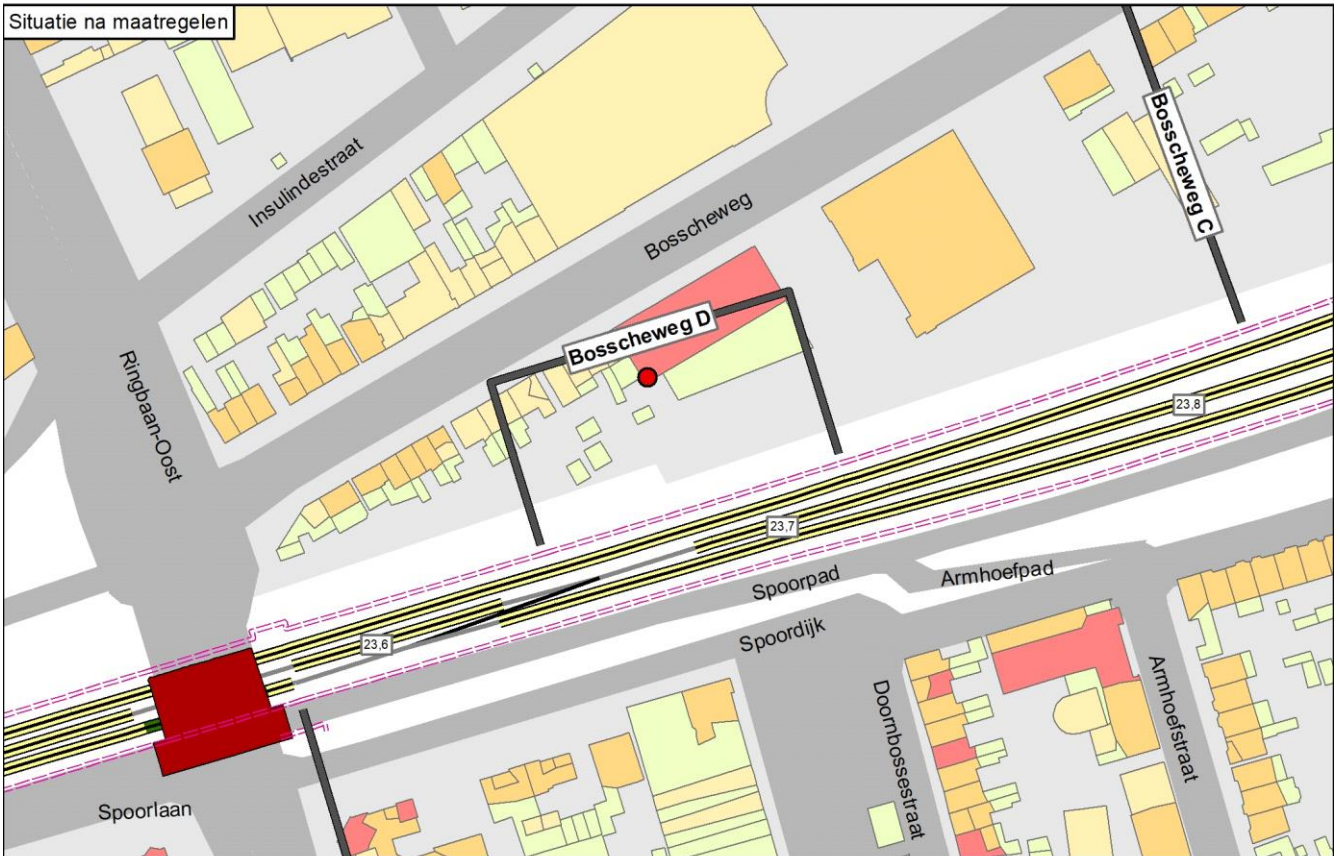 Situatie na maatregelen
Bosscheweg C
Insulindestraat
Bosscheweg
Bosscheweg D
Ringbaan-Oost
23,8
23,7
Spoorpad
Armhoefpad
23,6
Spoordijk
Doornbossestraat
Armhoefstraat
Spoorlaan